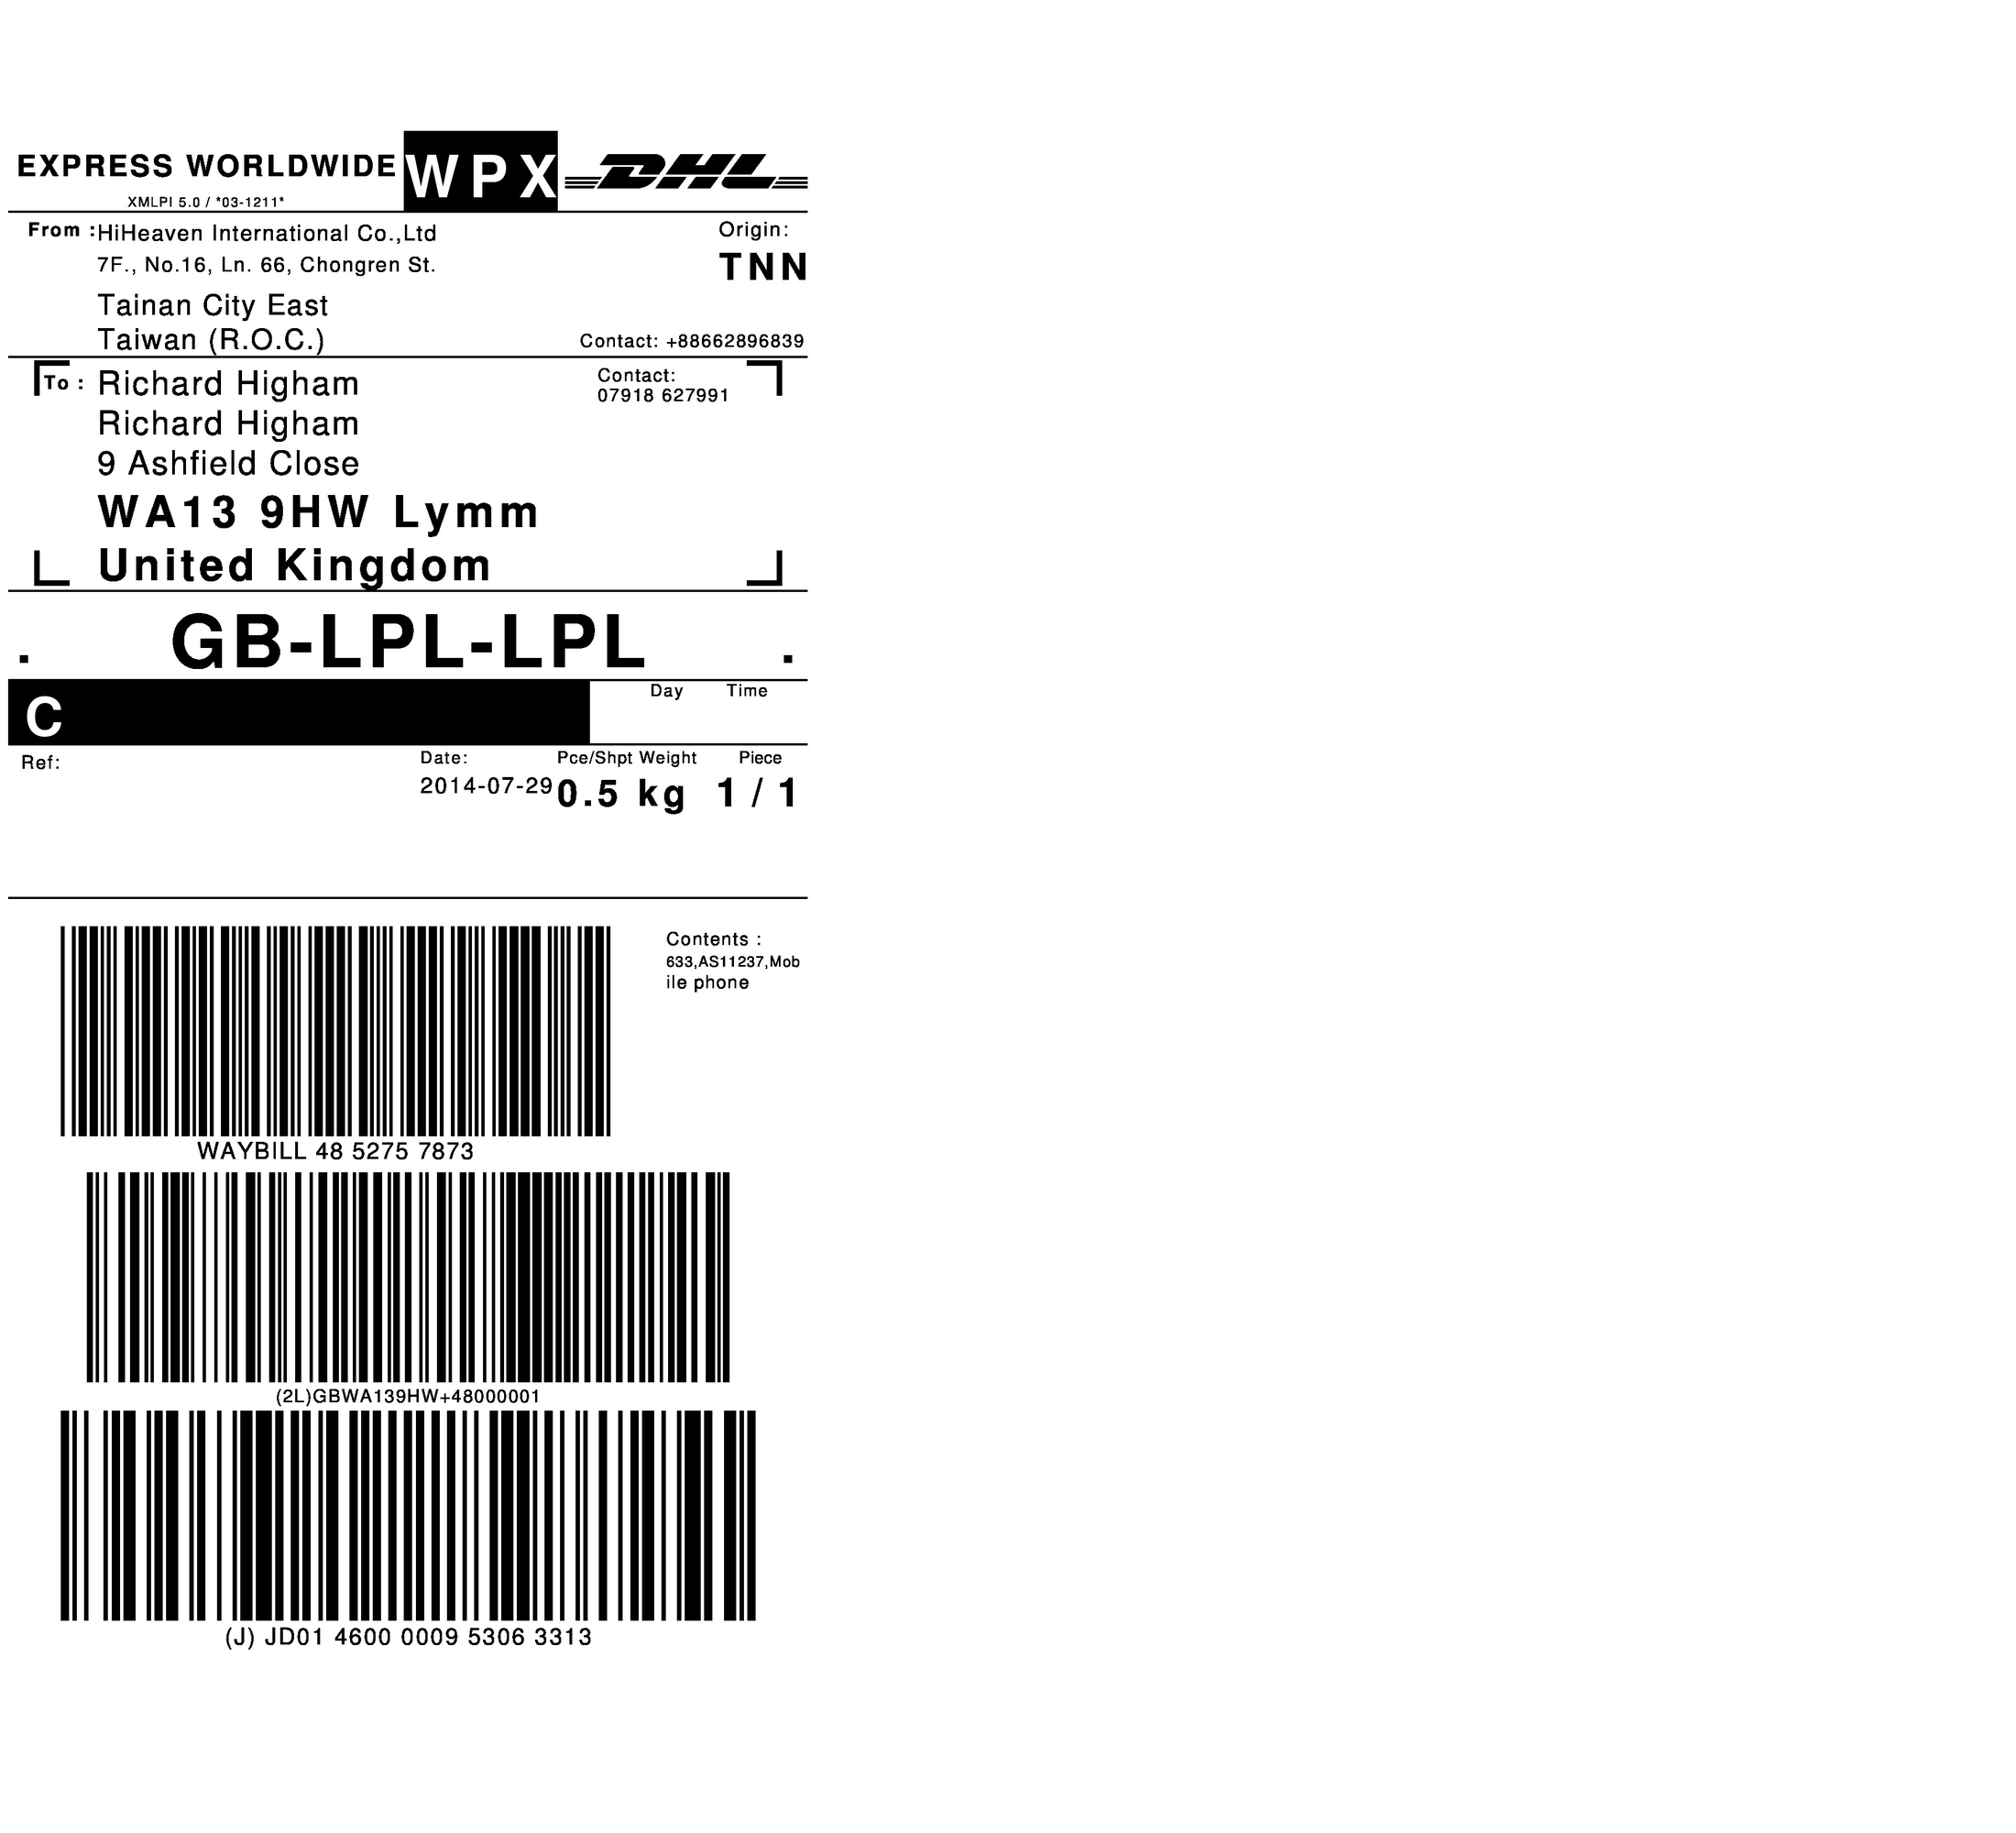 EXPRESS WORLDWIDE WPX DHL
XMLPI 5.0 / *03-1211*
From : HiHeaven International Co.,Ltd Origin:
7F., No.16, Ln. 66, Chongren St. TNN
Tainan City East
Taiwan (R.O.C.) Contact: +88662896839
To : Richard Higham Contact:
07918 627991
Richard Higham
9 Ashfield Close
WA13 9HW Lymm
United Kingdom
. GB-LPL-LPL .
C Day Time
Ref: Date: Pce/Shpt Weight Piece
2014-07-29 0.5 kg 1 / 1
Contents :
633,AS11237,Mob
ile phone
WAYBILL 48 5275 7873
(2L)GBWA139HW+48000001
(J) JD01 4600 0009 5306 3313